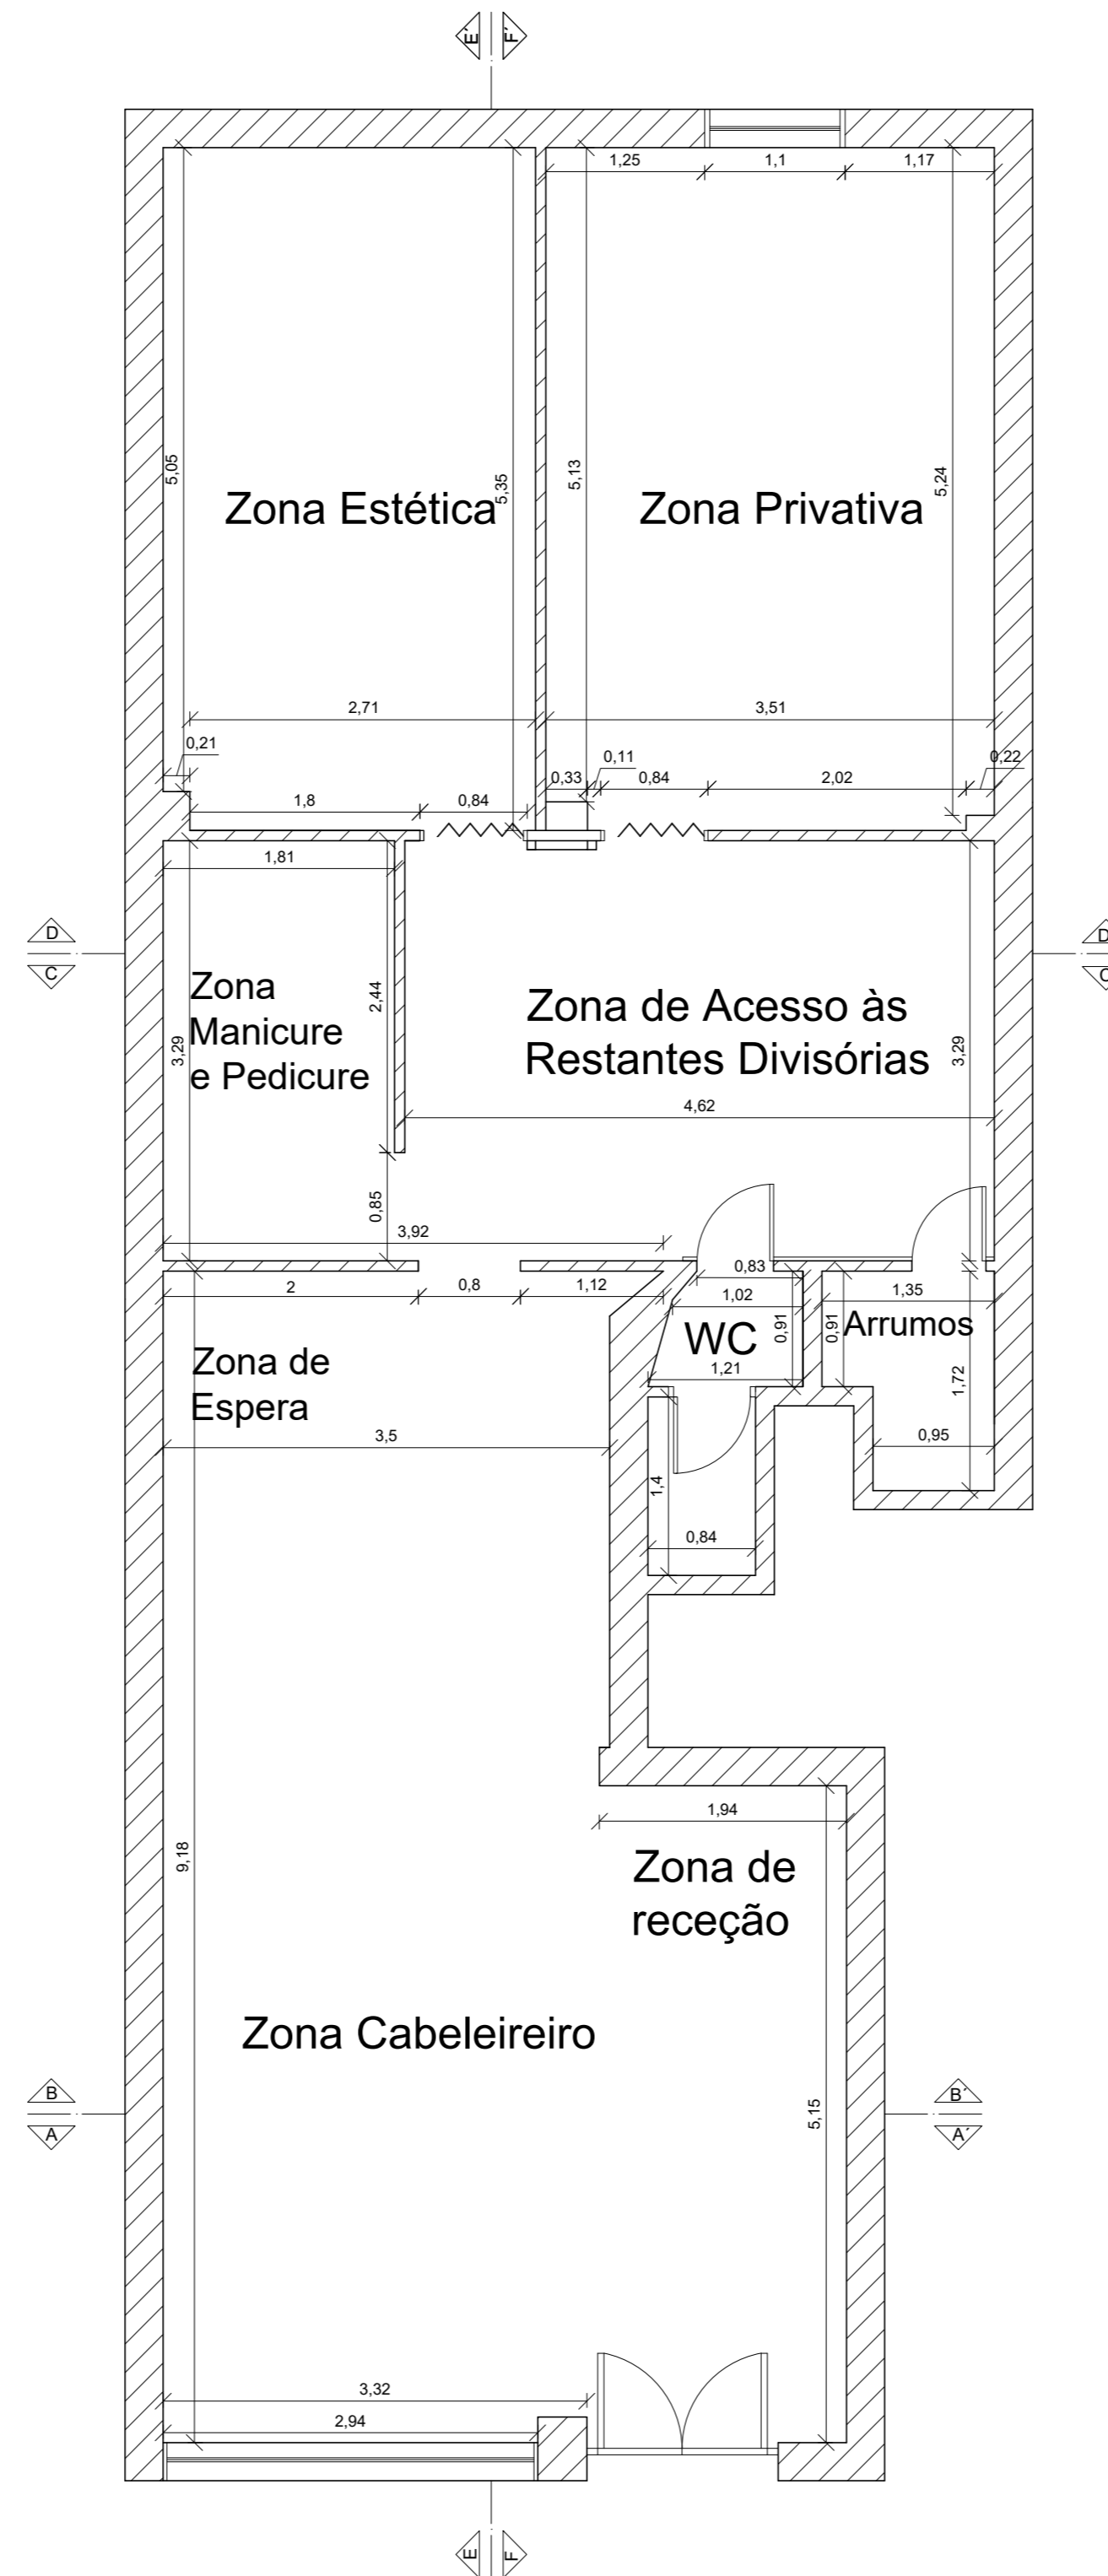 E´
F´
1,25
1,1
1,17
5,05
5,35
5,13
5,24
Zona Estética
Zona Privativa
2,71
3,51
0,21
0,11
0,22
0,33
0,84
2,02
1,8
0,84
1,81
D
C
D
C
2,44
3,29
3,29
Zona
Manicure
e Pedicure
Zona de Acesso às
Restantes Divisórias
4,62
0,85
3,92
2
0,8
1,12
0,83
1,02
0,91
0,91
1,35
WC
Arrumos
1,21
1,72
Zona de
Espera
3,5
0,95
1,4
0,84
1,94
9,18
Zona de
receção
Zona Cabeleireiro
5,15
B
A
B´
A´
3,32
2,94
E
F